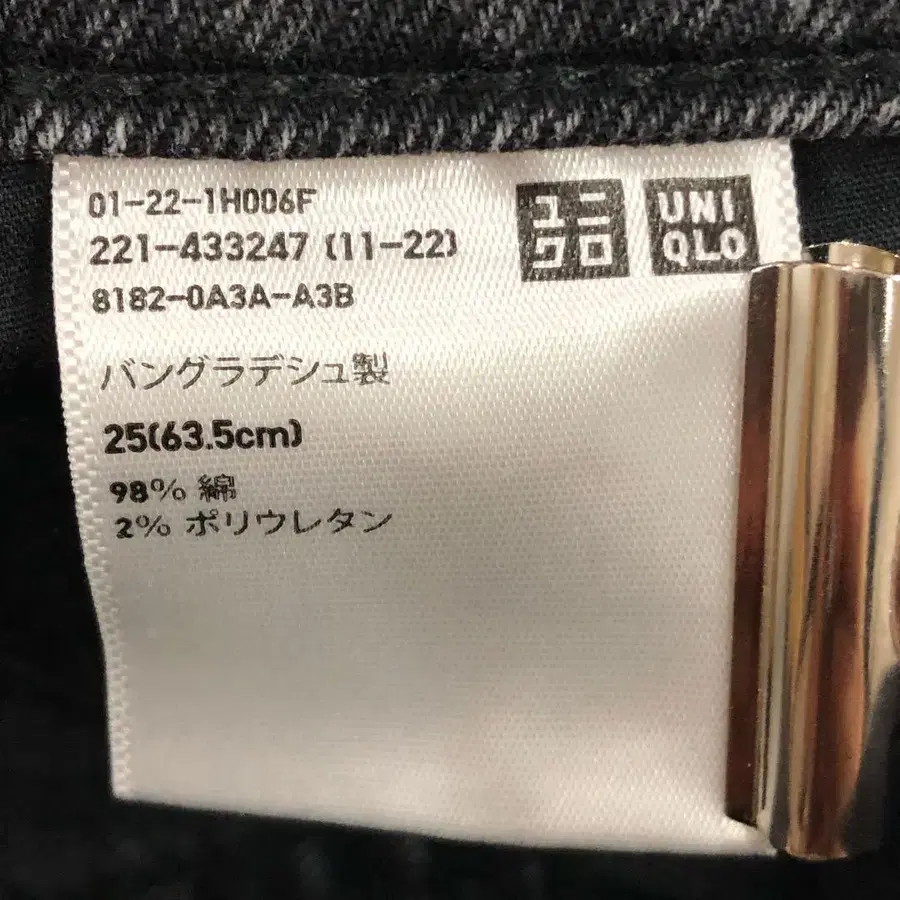 01-22-1H006F
221-433247 (11-22)
8182-0A3A-A3B
ユニ
クロ
UNI
QLO
バングラデシュ製
25(63.5cm)
98% 綿
2% ポリウレタン